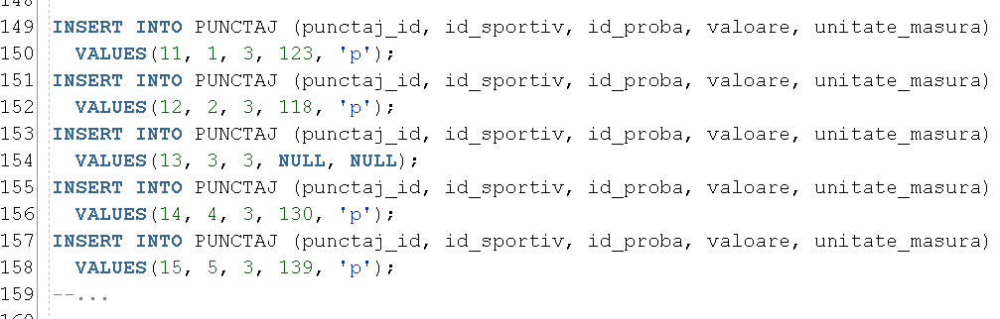 149 INSERT INTO PUNCTAJ (punctaj_id, id_sportiv, id_proba, valoare, unitate_masura)
150   VALUES(11, 1, 3, 123, 'p');
151 INSERT INTO PUNCTAJ (punctaj_id, id_sportiv, id_proba, valoare, unitate_masura)
152   VALUES(12, 2, 3, 118, 'p');
153 INSERT INTO PUNCTAJ (punctaj_id, id_sportiv, id_proba, valoare, unitate_masura)
154   VALUES(13, 3, 3, NULL, NULL);
155 INSERT INTO PUNCTAJ (punctaj_id, id_sportiv, id_proba, valoare, unitate_masura)
156   VALUES(14, 4, 3, 130, 'p');
157 INSERT INTO PUNCTAJ (punctaj_id, id_sportiv, id_proba, valoare, unitate_masura)
158   VALUES(15, 5, 3, 139, 'p');
159 --...